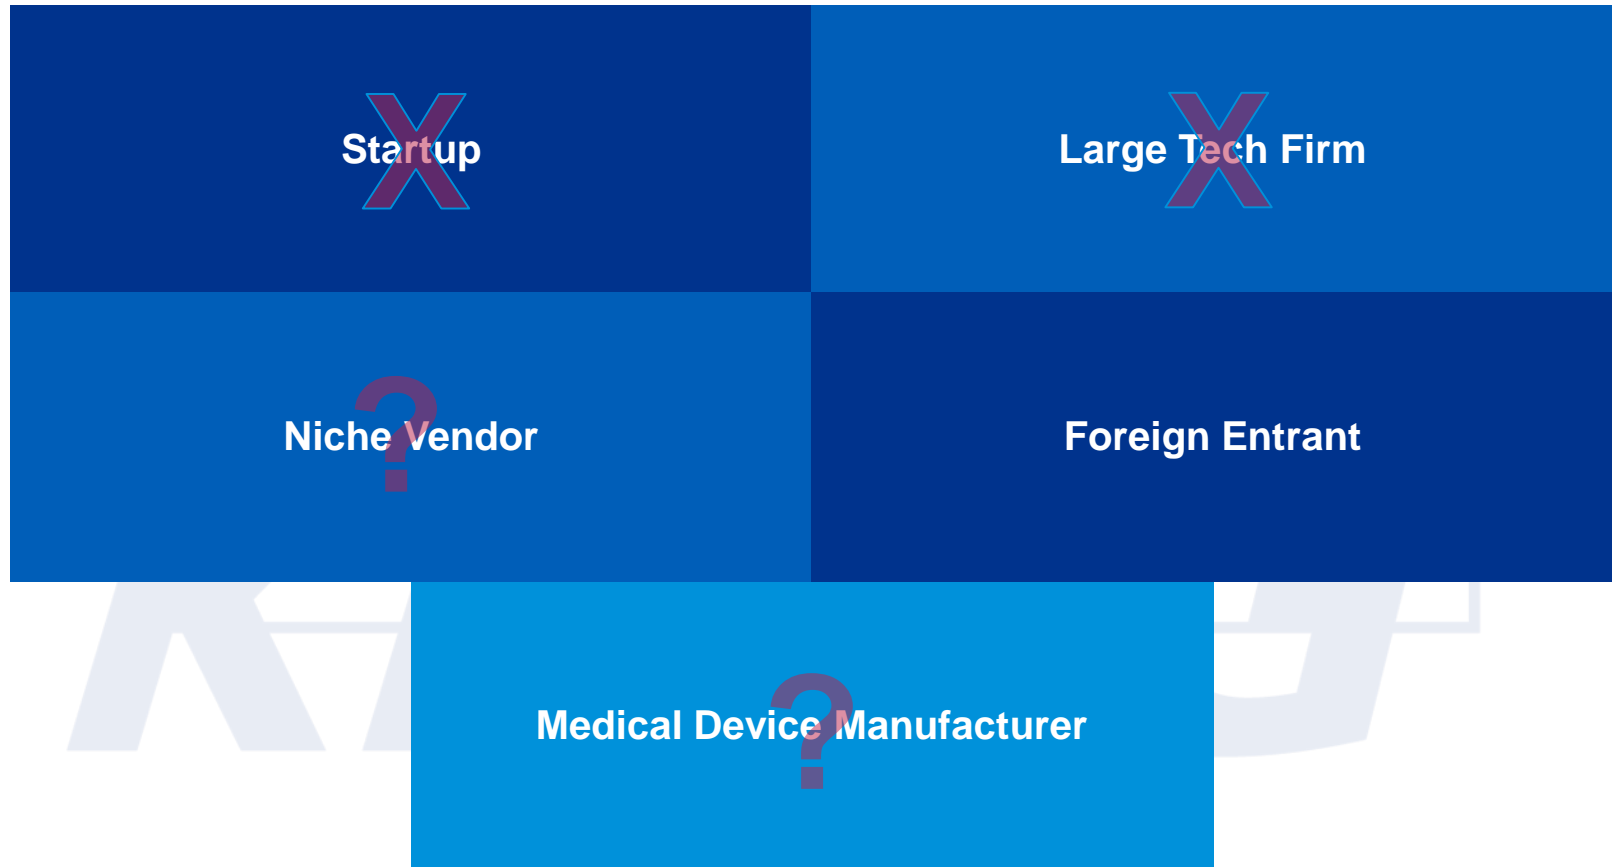 Startup
X
Large Tech Firm
X
Niche Vendor
?
Foreign Entrant
Medical Device Manufacturer
?